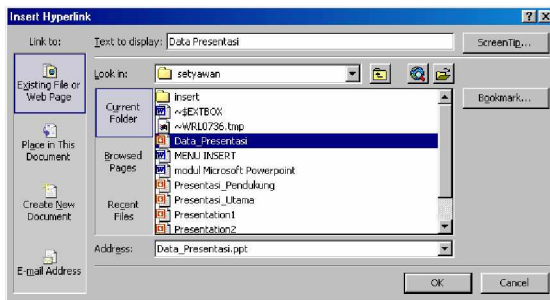 Insert Hyperlink
Link to:
Text to display: Data Presentasi
ScreenTip...
Existing File or
Web Page
Look in: setyawan
Bookmark...
Current
Folder
insert
~$EXTBOX
~WRL0736.tmp
Data_Presentasi
MENU INSERT
modul Microsoft Powerpoint
Presentasi_Pendukung
Presentasi_Utama
Presentation1
Presentation2
Browsed
Pages
Recent
Files
Place in This
Document
Create New
Document
E-mail Address
Address: Data_Presentasi.ppt
OK
Cancel